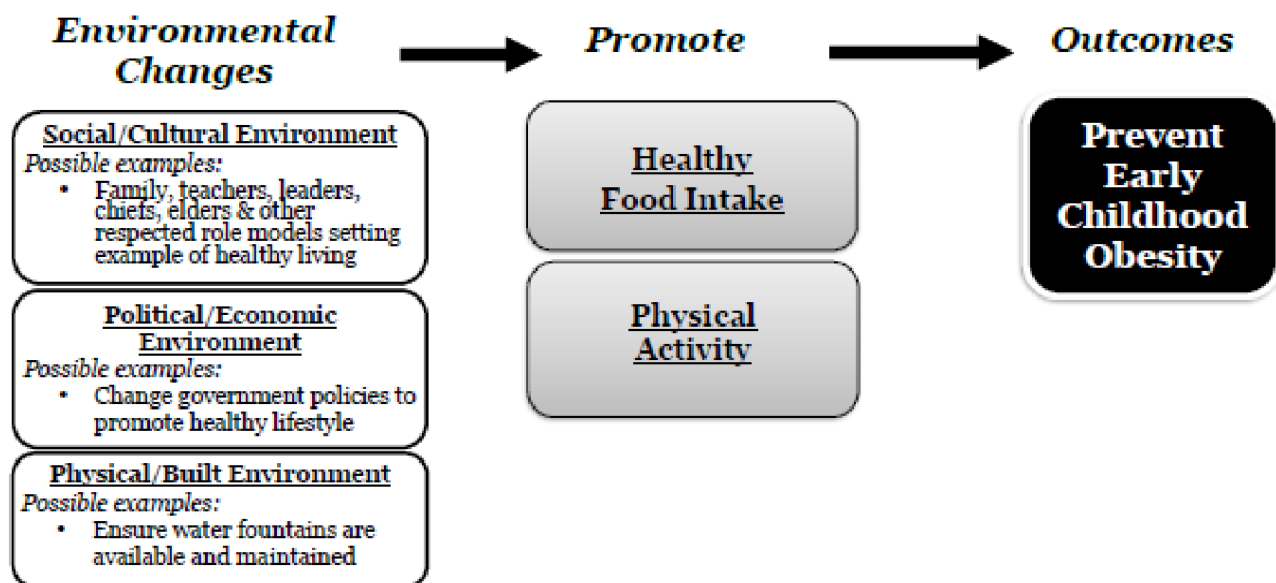 Environmental
Changes
Promote
Outcomes
Social/Cultural Environment
Possible examples:
• Family, teachers, leaders,
chiefs, elders & other
respected role models setting
example of healthy living
Political/Economic
Environment
Possible examples:
• Change government policies to
promote healthy lifestyle
Physical/Built Environment
Possible examples:
• Ensure water fountains are
available and maintained
Healthy
Food Intake
Physical
Activity
Prevent
Early
Childhood
Obesity